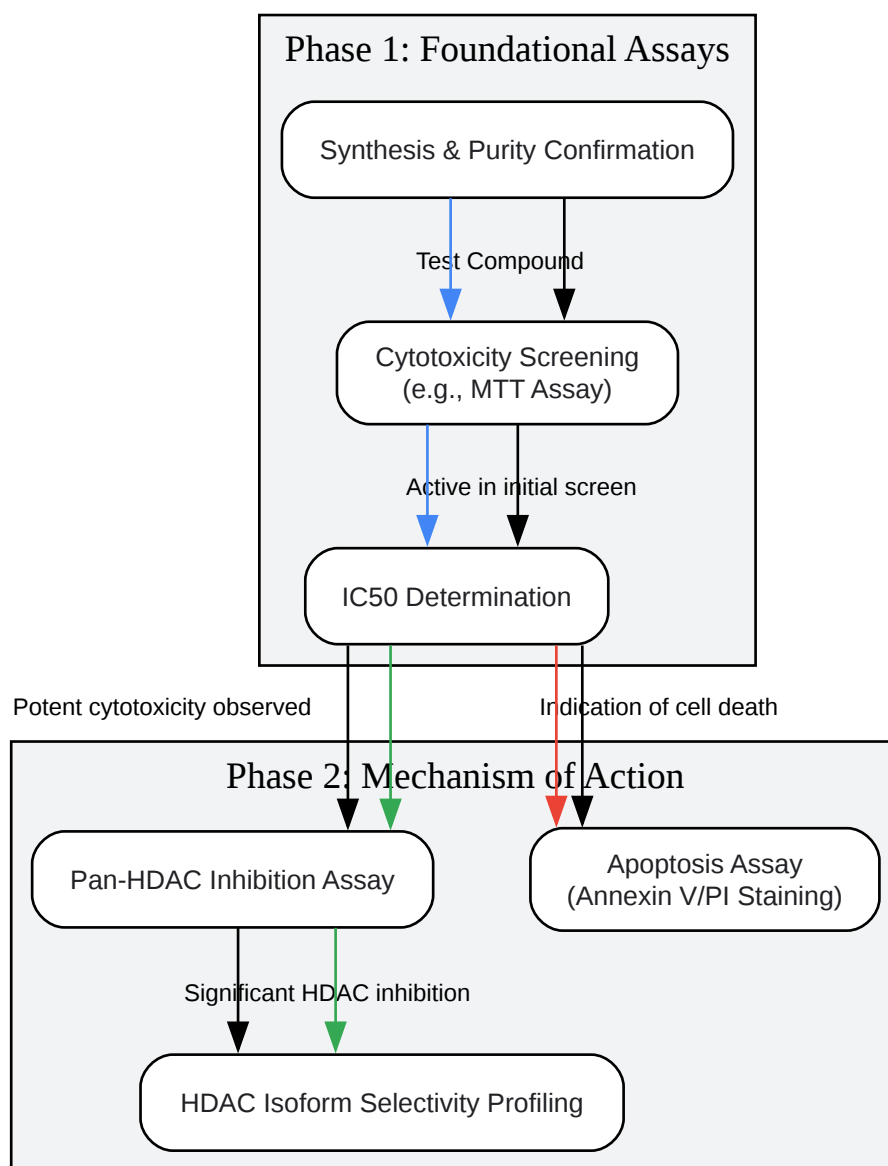 Phase 1: Foundational Assays
Synthesis & Purity Confirmation
Test Compound
Cytotoxicity Screening
(e.g., MTT Assay)
Active in initial screen
IC50 Determination
Potent cytotoxicity observed
Indication of cell death
Phase 2: Mechanism of Action
Pan-HDAC Inhibition Assay
Apoptosis Assay
(Annexin V/PI Staining)
Significant HDAC inhibition
HDAC Isoform Selectivity Profiling